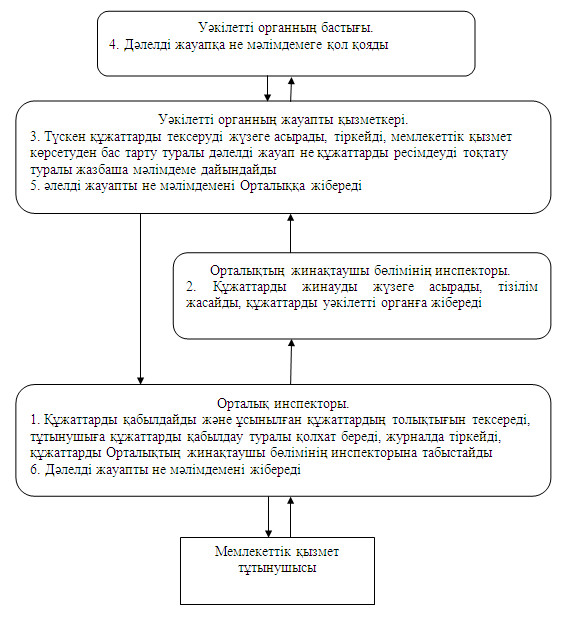 Уәкілетті органның бастығы.
4. Дәлелді жауапқа не мәлімдемеге қол қояды
Уәкілетті органның жауапты қызметкері.
3. Түскен құжаттарды тексеруді жүзеге асырады, тіркейді, мемлекеттік қызмет
көрсетуден бас тарту туралы дәлелді жауап не құжаттарды ресімдеуді тоқтату
туралы жазбаша мәлімдеме дайындайды
5. әлелді жауапты не мәлімдемені Орталыққа жібереді
Орталықтың жинақтаушы бөлімінің инспекторы.
2. Құжаттарды жинауды жүзеге асырады, тізілім
жасайды, құжаттарды уәкілетті органға жібереді
Орталық инспекторы.
1. Құжаттарды қабылдайды және ұсынылған құжаттардың толықтығын тексереді,
тұтынушыға құжаттарды қабылдау туралы қолхат береді, журналда тіркейді,
құжаттарды Орталықтың жинақтаушы бөлімінің инспекторына табыстайды
6. Дәлелді жауапты не мәлімдемені жібереді
Мемлекеттік қызмет
тұтынушысы